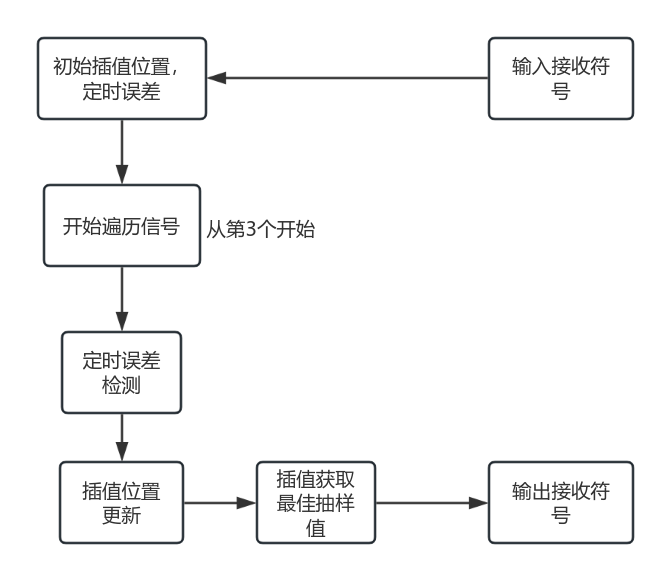 初始插值位置,
定时误差
输入接收符
号
开始遍历信号
从第3个开始
定时误差
检测
插值位置
更新
插值获取
最佳抽样
值
输出接收符
号